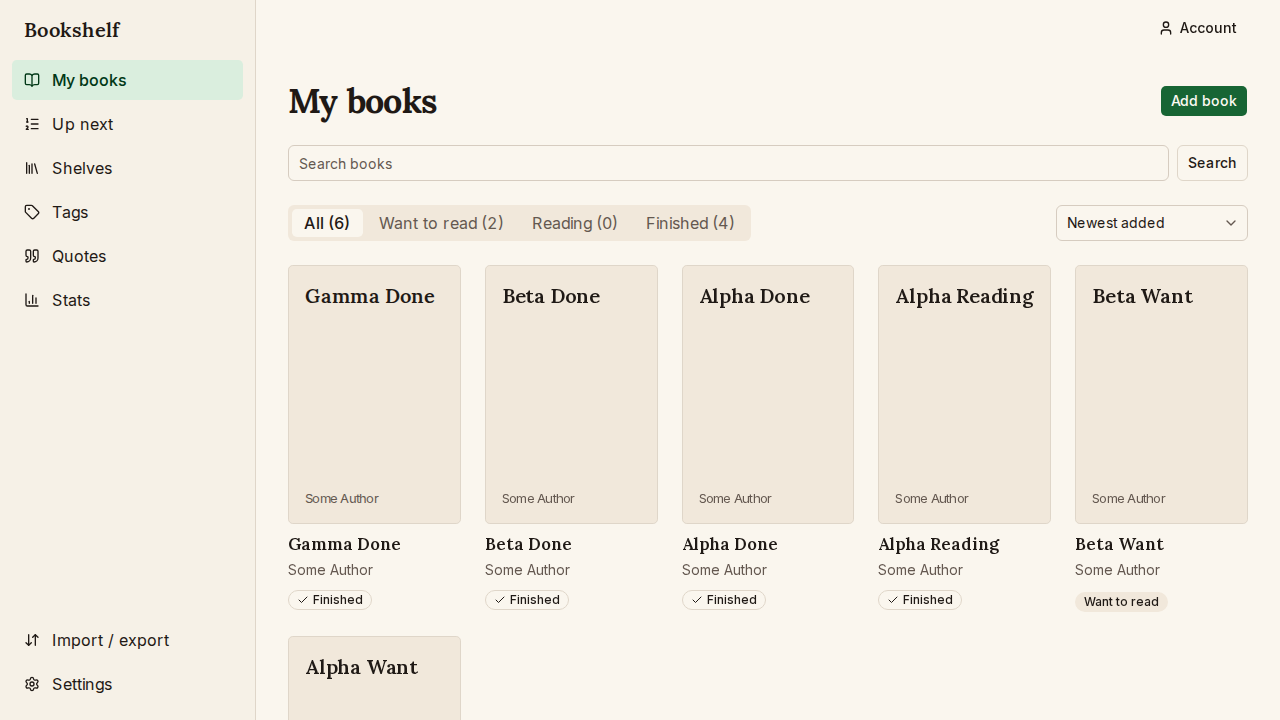 Bookshelf
My books
Up next
Shelves
Tags
Quotes
Stats
Import / export
Settings
Account
My books
Add book
Search books
Search
All (6)
Want to read (2)
Reading (0)
Finished (4)
Newest added
Gamma Done
Some Author
Gamma Done
Some Author
Finished
Beta Done
Some Author
Beta Done
Some Author
Finished
Alpha Done
Some Author
Alpha Done
Some Author
Finished
Alpha Reading
Some Author
Alpha Reading
Some Author
Finished
Beta Want
Some Author
Beta Want
Some Author
Want to read
Alpha Want